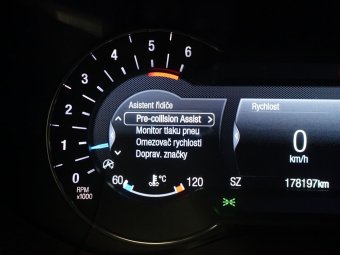 6
5
4
3
2
1
0
RPM
x1000
Asistent řidiče
Pre-collision Assist
Monitor tlaku pneu
Omezovač rychlosti
Doprav. značky
60 °C 120
Rychlost
0
km/h
SZ 178197km